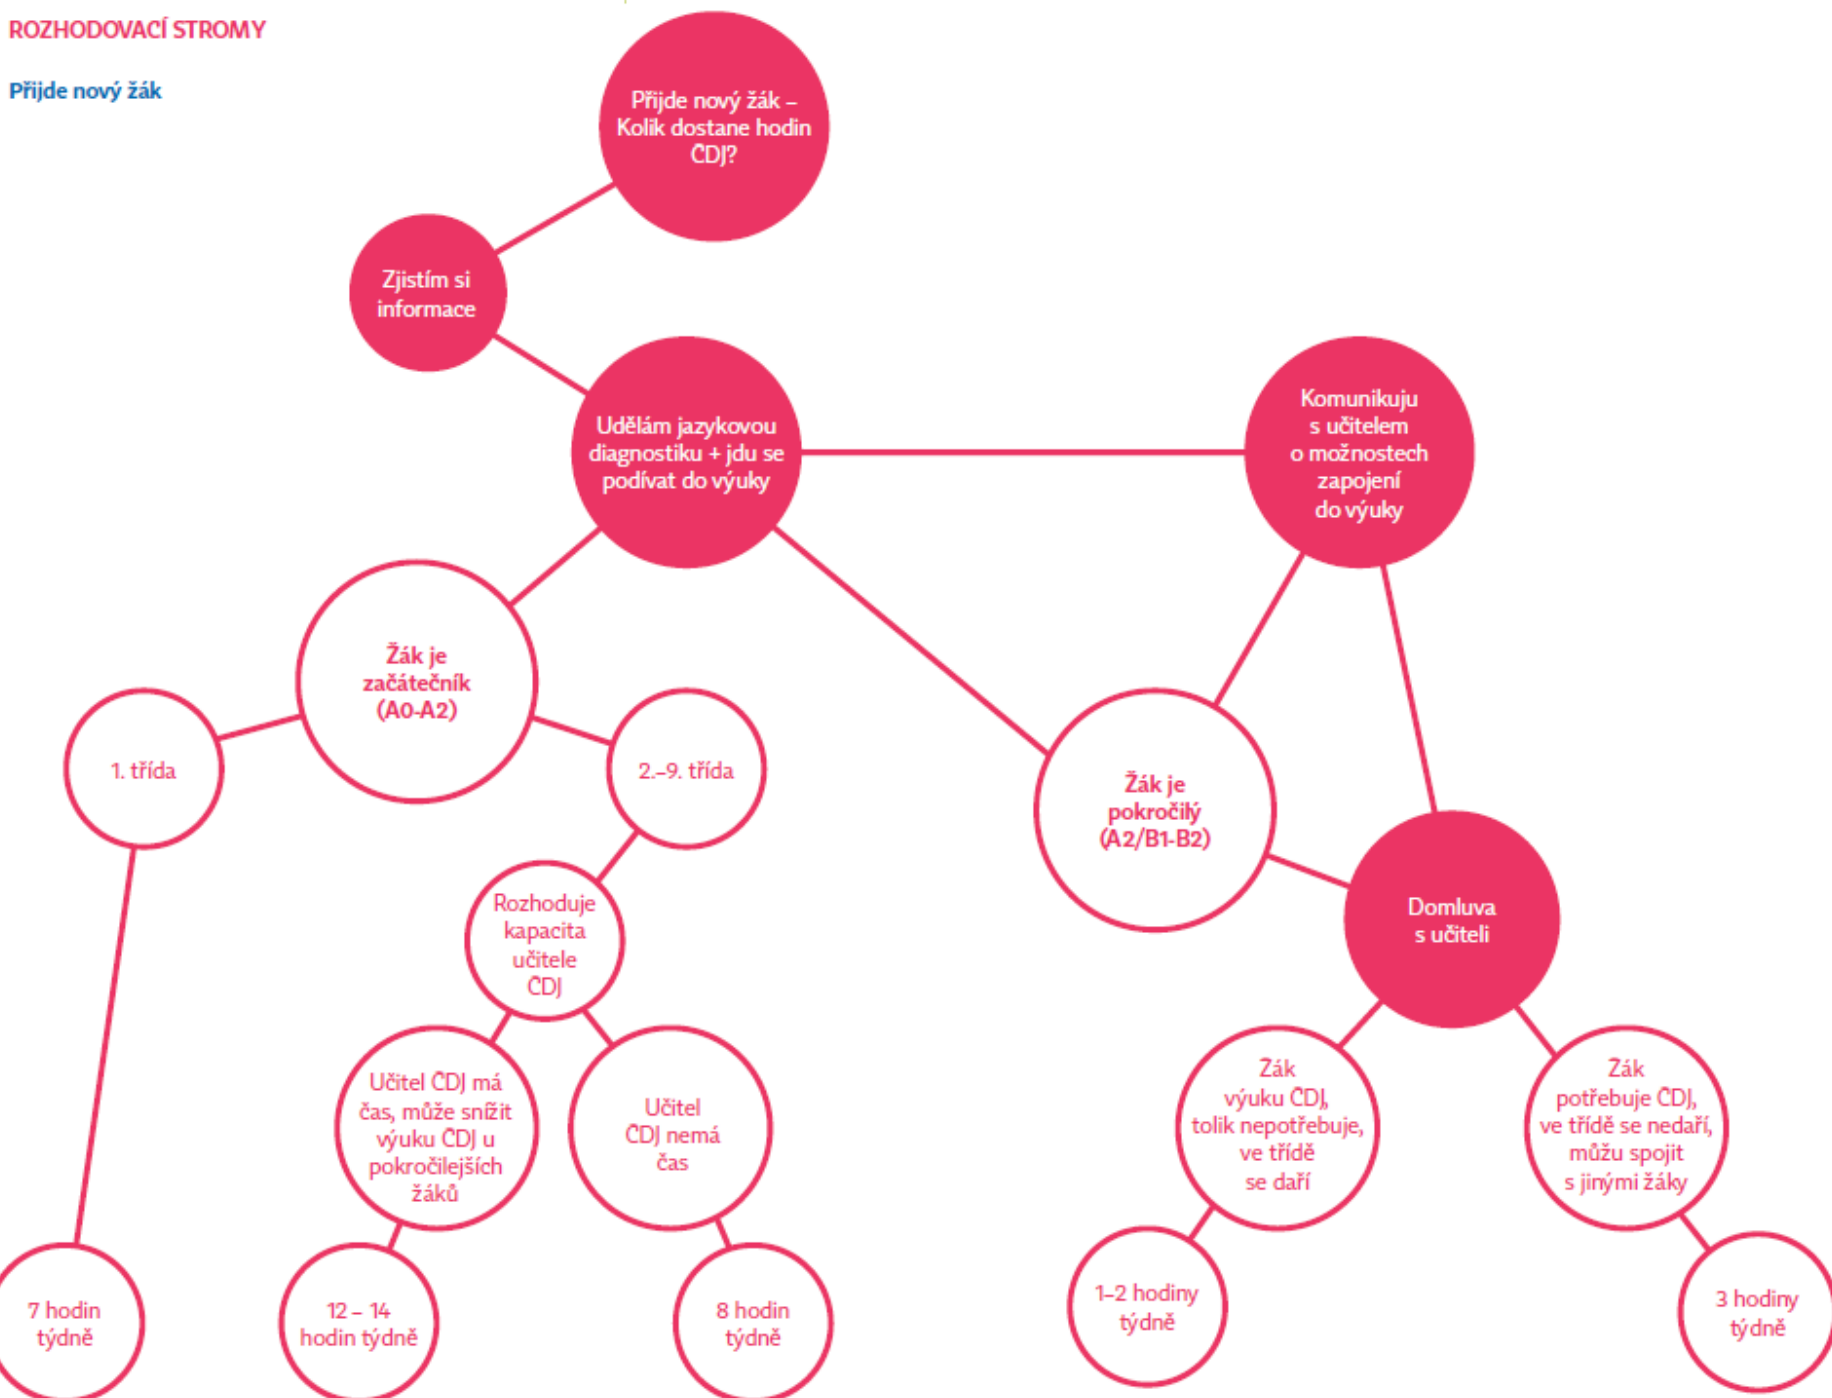 ROZHODOVACÍ STROMY
Přijde nový žák
Přijde nový žák –
Kolik dostane hodin
ČDJ?
Zjistím si
informace
Udělám jazykovou
diagnostiku + jdu se
podívat do výuky
Komunikuju
s učitelem
o možnostech
zapojení
do výuky
Žák je
začátečník
(A0-A2)
1. třída
2.–9. třída
Žák je
pokročilý
(A2/B1-B2)
Rozhoduje
kapacita
učitele
ČDJ
Domluva
s učiteli
Učitel ČDJ má
čas, může snížit
výuku ČDJ u
pokročilejších
žáků
Učitel
ČDJ nemá
čas
Žák
výuku ČDJ,
tolik nepotřebuje,
ve třídě
se daří
Žák
potřebuje ČDJ,
ve třídě se nedaří,
můžu spojit
s jinými žáky
7 hodin
týdně
12 – 14
hodin týdně
8 hodin
týdně
1–2 hodiny
týdně
3 hodiny
týdně